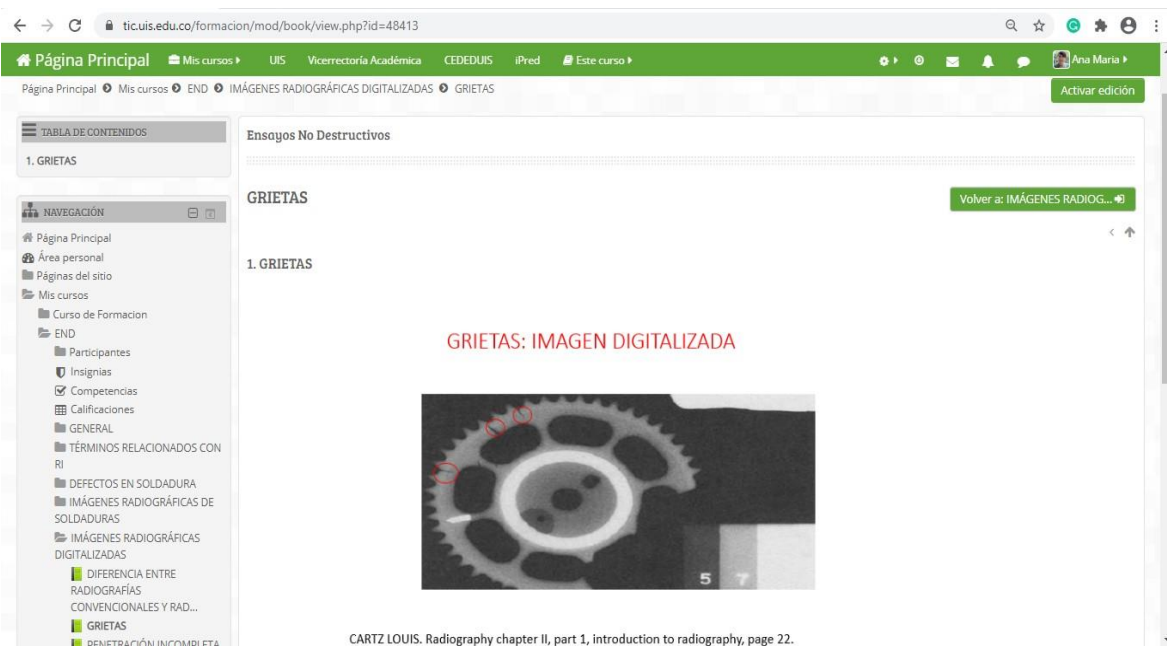 tic.uis.edu.co/formacion/mod/book/view.php?id=48413
Página Principal Mis cursos UIS Vicerrectoría Académica CEDEDUIS iPred Este curso Ana Maria
Página Principal Mis cursos END IMÁGENES RADIOGRÁFICAS DIGITALIZADAS GRIETAS
Activar edición
TABLA DE CONTENIDOS
1. GRIETAS
NAVEGACIÓN
Página Principal
Área personal
Páginas del sitio
Mis cursos
Curso de Formacion
END
Participantes
Insignias
Competencias
Calificaciones
GENERAL
TÉRMINOS RELACIONADOS CON
RI
DEFECTOS EN SOLDADURA
IMÁGENES RADIOGRÁFICAS DE
SOLDADURAS
IMÁGENES RADIOGRÁFICAS
DIGITALIZADAS
DIFERENCIA ENTRE
RADIOGRAFÍAS
CONVENCIONALES Y RAD...
GRIETAS
PENETRACIÓN INCOMPLETA
Ensayos No Destructivos
GRIETAS
Volver a: IMÁGENES RADIOG...
1. GRIETAS
GRIETAS: IMAGEN DIGITALIZADA
5 7
CARTZ LOUIS. Radiography chapter II, part 1, introduction to radiography, page 22.